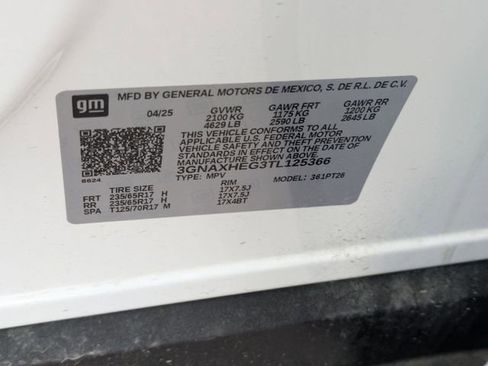 gm MFD BY GENERAL MOTORS DE MEXICO, S. DE R.L. DE C.V.
04/25 GVWR GAWR FRT GAWR RR
2100 KG 1175 KG 1200 KG
4629 LB 2590 LB 2645 LB
THIS VEHICLE CONFORMS TO ALL
APPLICABLE U.S. FEDERAL MOTOR
VEHICLE SAFETY AND THEFT PREVENTION
STANDARDS IN EFFECT ON THE DATE OF
MANUFACTURE SHOWN ABOVE.
3GNAXHEG3TL125366
6624 TYPE: MPV MODEL: 361PT26
TIRE SIZE RIM
FRT 235/65R17 H 17X7.5J
RR 235/65R17 H 17X7.5J
SPA T125/70R17 M 17X4BT